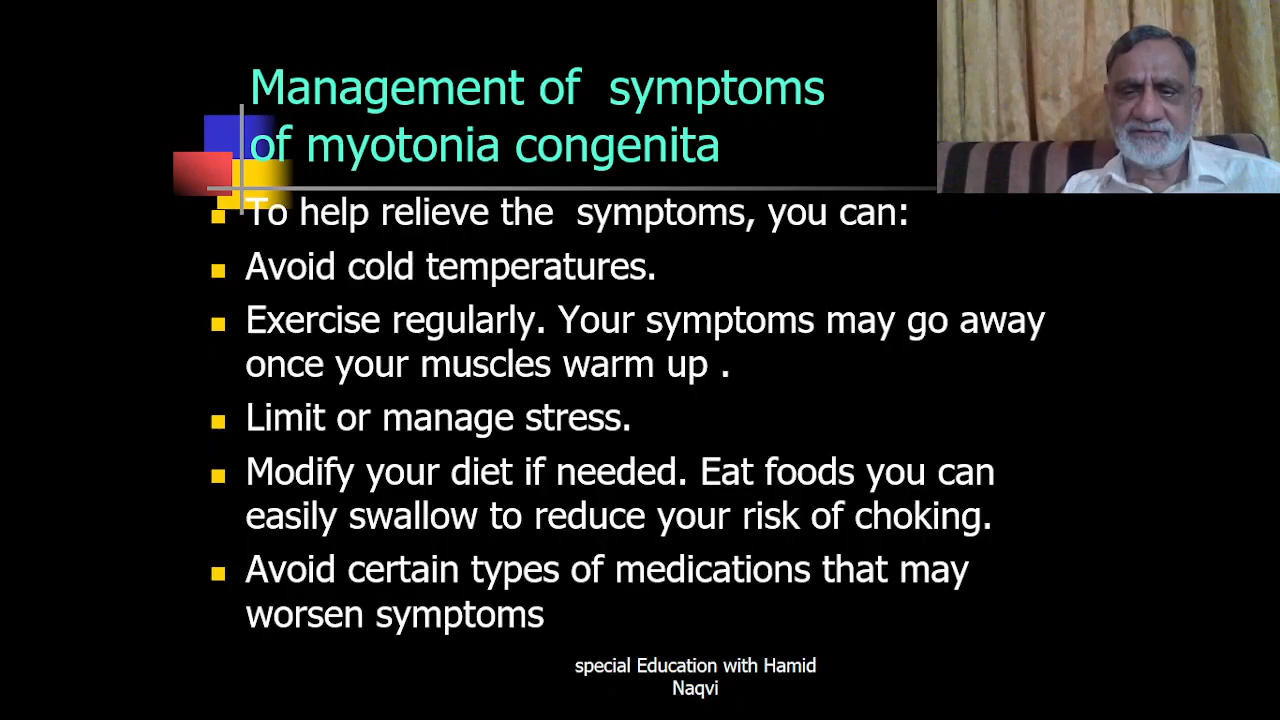 Management of symptoms
of myotonia congenita
To help relieve the symptoms, you can:
Avoid cold temperatures.
Exercise regularly. Your symptoms may go away
once your muscles warm up .
Limit or manage stress.
Modify your diet if needed. Eat foods you can
easily swallow to reduce your risk of choking.
Avoid certain types of medications that may
worsen symptoms
special Education with Hamid
Naqvi